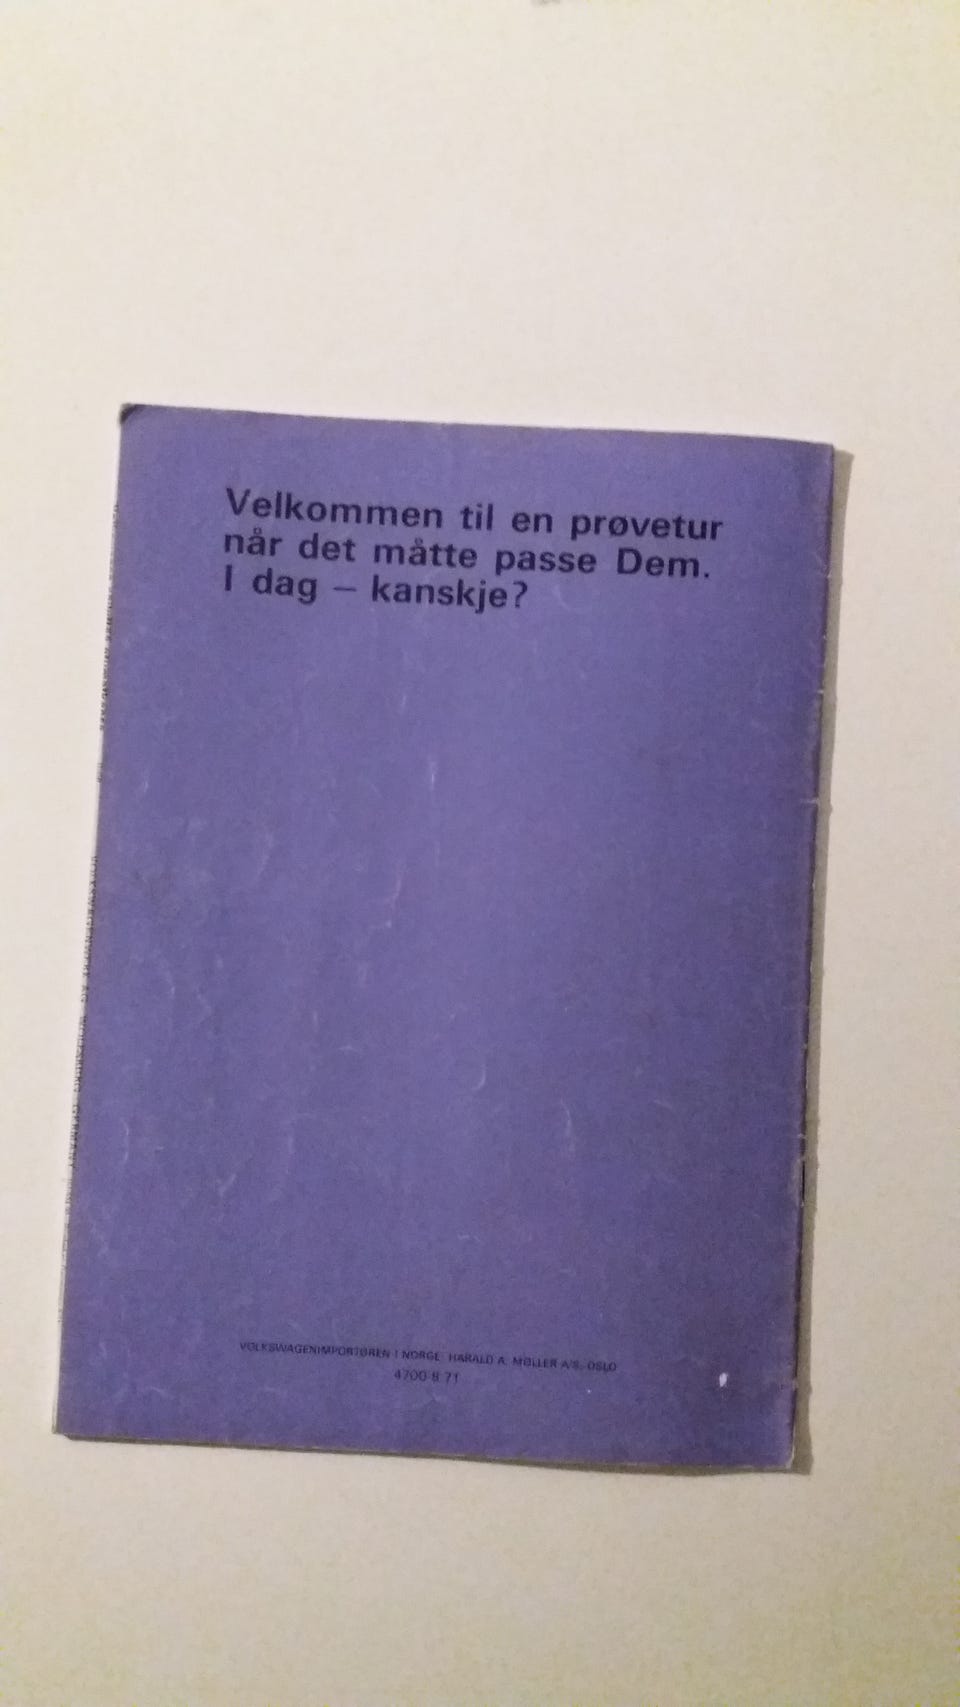 Velkommen til en prøvetur
når det måtte passe Dem.
I dag – kanskje?
VOLKSWAGENIMPORTØREN I NORGE: HARALD A. MØLLER A/S, OSLO
4700 8 71